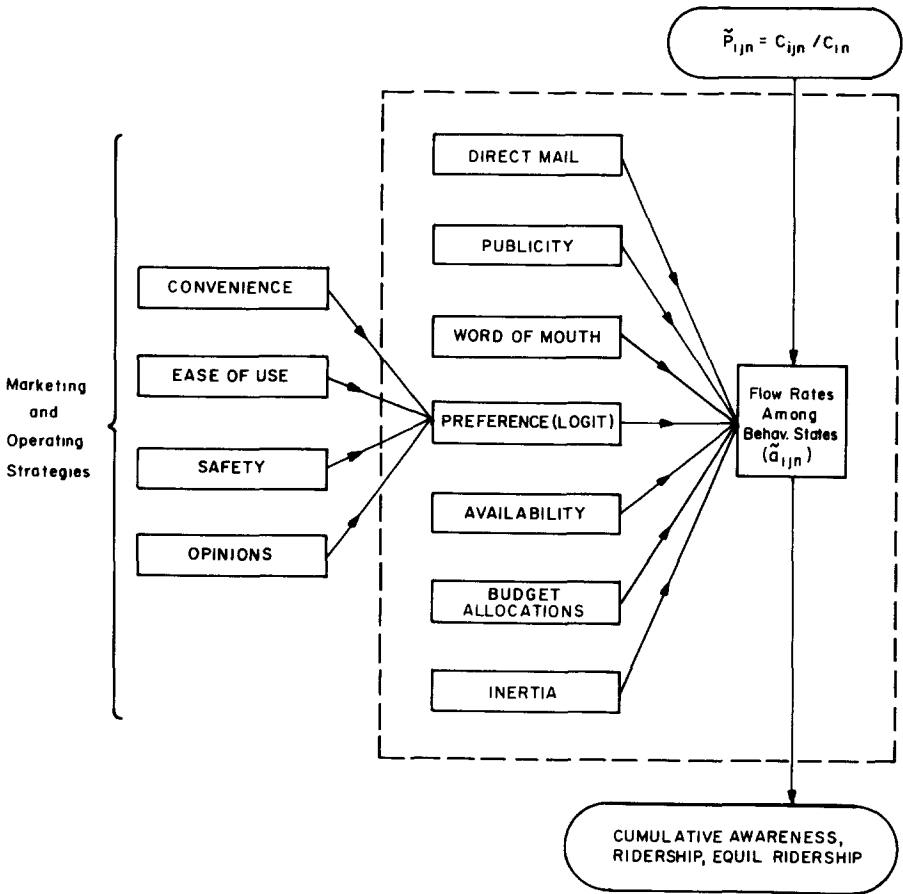 P̃ijn = Cijn / Cin
DIRECT MAIL
PUBLICITY
CONVENIENCE
WORD OF MOUTH
EASE OF USE
Marketing
and
Operating
Strategies
PREFERENCE (LOGIT)
Flow Rates
Among
Behav. States
(ãijn)
SAFETY
AVAILABILITY
OPINIONS
BUDGET
ALLOCATIONS
INERTIA
CUMULATIVE AWARENESS,
RIDERSHIP, EQUIL RIDERSHIP